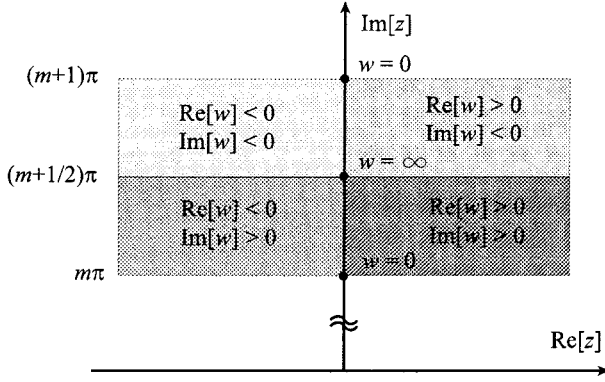 Im[z]
w = 0
(m+1)π
Re[w] < 0
Im[w] < 0
Re[w] > 0
Im[w] < 0
w = ∞
(m+1/2)π
Re[w] < 0
Im[w] > 0
Re[w] > 0
Im[w] > 0
w = 0
mπ
Re[z]